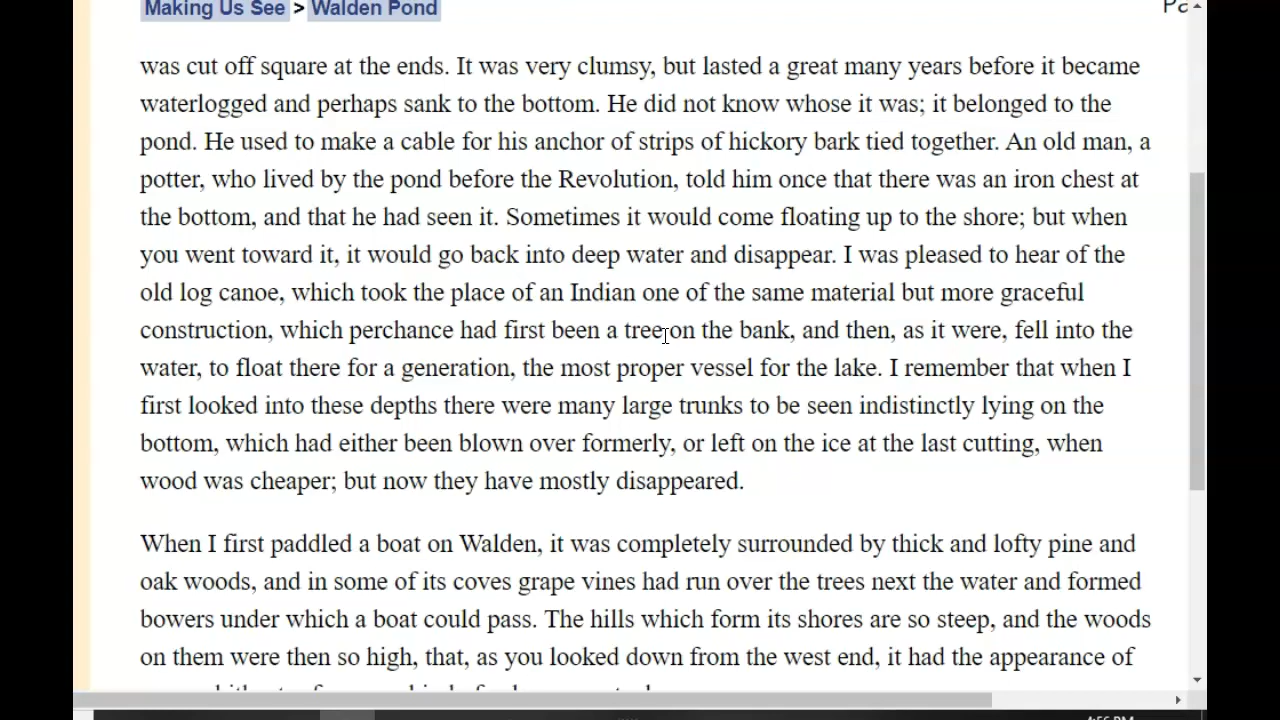 Making Us See > Walden Pond
was cut off square at the ends. It was very clumsy, but lasted a great many years before it became
waterlogged and perhaps sank to the bottom. He did not know whose it was; it belonged to the
pond. He used to make a cable for his anchor of strips of hickory bark tied together. An old man, a
potter, who lived by the pond before the Revolution, told him once that there was an iron chest at
the bottom, and that he had seen it. Sometimes it would come floating up to the shore; but when
you went toward it, it would go back into deep water and disappear. I was pleased to hear of the
old log canoe, which took the place of an Indian one of the same material but more graceful
construction, which perchance had first been a tree on the bank, and then, as it were, fell into the
water, to float there for a generation, the most proper vessel for the lake. I remember that when I
first looked into these depths there were many large trunks to be seen indistinctly lying on the
bottom, which had either been blown over formerly, or left on the ice at the last cutting, when
wood was cheaper; but now they have mostly disappeared.
When I first paddled a boat on Walden, it was completely surrounded by thick and lofty pine and
oak woods, and in some of its coves grape vines had run over the trees next the water and formed
bowers under which a boat could pass. The hills which form its shores are so steep, and the woods
on them were then so high, that, as you looked down from the west end, it had the appearance of